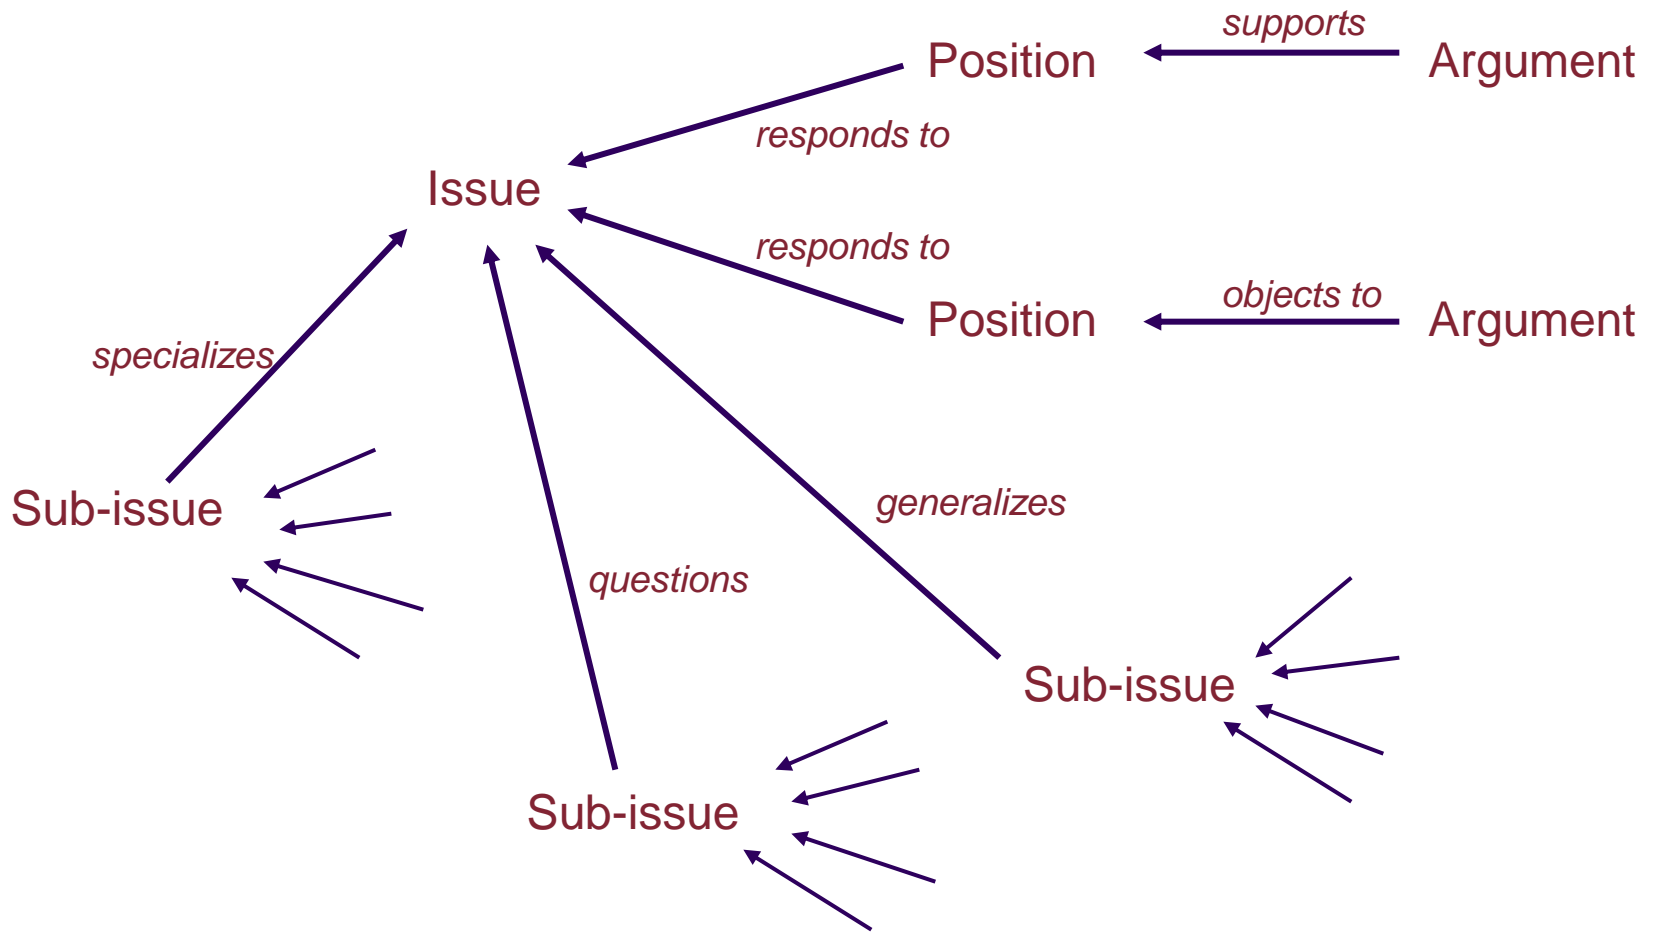 supports
Position
Argument
responds to
Issue
responds to
objects to
Position
Argument
specializes
Sub-issue
generalizes
questions
Sub-issue
Sub-issue